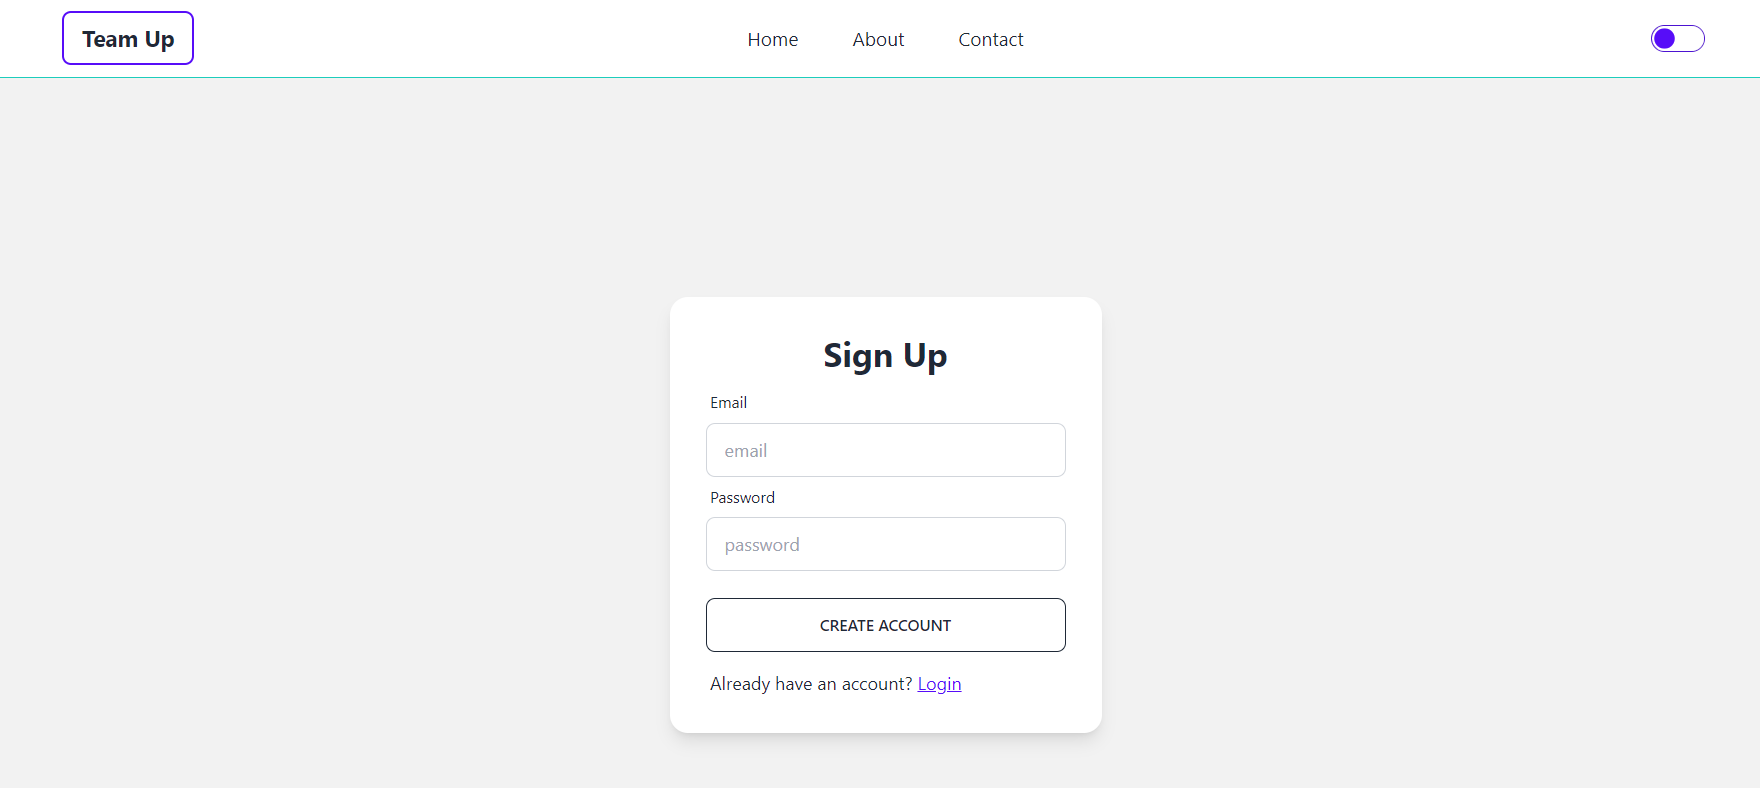 Team Up
Home About Contact
Sign Up
Email
email
Password
password
CREATE ACCOUNT
Already have an account? Login